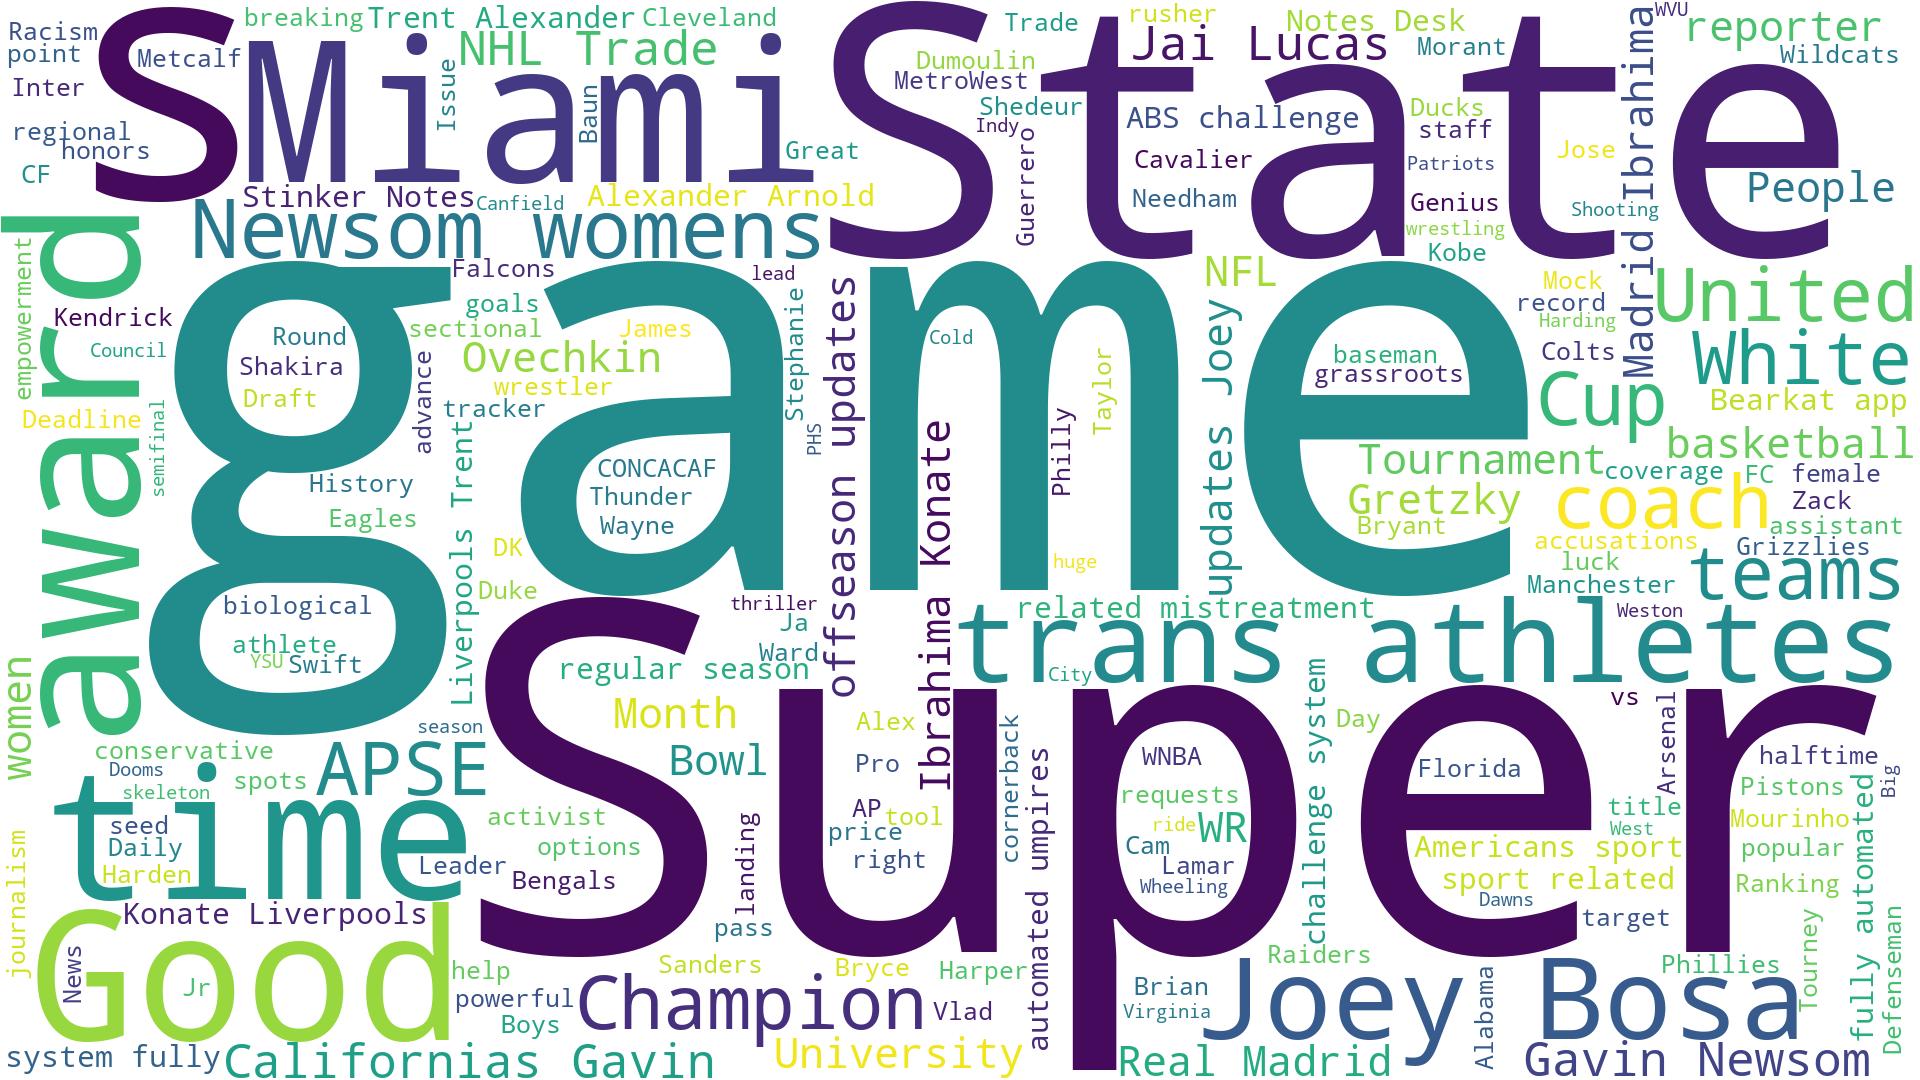 Racism
point
Metcalf
breaking
Trent Alexander
Cleveland
NHL Trade
S
Miami
State
Inter
regional
honors
CF
Issue
Baun
Great
Stinker Notes
Canfield
Alexander Arnold
Newsom womens
Trade
Dumoulin
MetroWest
Shedeur
Indy
Guerrero
rusher
Jai Lucas
Notes Desk
Morant
ABS challenge
Cavalier
Needham
Ducks
staff
Patriots
Genius
wrestling
Kobe
Jose
Shooting
Madrid Ibrahima
WVU
reporter
Wildcats
People
award
empowerment
Kendrick
Council
Deadline
semifinal
game
Round
Shakira
Draft
Falcons
goals
sectional
James
Ovechkin
wrestler
tracker
advance
lead
Stephanie
PHS
offseason updates
Cold
Philly
Taylor
huge
NFL
updates Joey
baseman
grassroots
Mock
record
Harding
Colts
United
White
Cup
Bearkat app
basketball
Tournament
coverage
FC
female
Gretzky
Bryant
coach
Zack
assistant
accusations
Grizzlies
luck
Manchester
teams
History
Eagles
Liverpools Trent
CONCACAF
Thunder
Wayne
DK
Duke
Ibrahima Konate
biological
athlete
YSU
Swift
thriller
Ja
Ward
regular season
related mistreatment
Weston
trans athletes
City
women
conservative
Dooms
skeleton
spots
APSE
season
Month
Bowl
Super
Alex
Pro
AP
tool
price
right
cornerback
automated umpires
WNBA
requests
ride
WR
Cam
Lamar
Wheeling
challenge system
Day
Florida
vs
Arsenal
title
West
Americans sport
sport related
Dawns
target
halftime
Big
Pistons
Mourinho
popular
Ranking
fully automated
time
seed
Daily
Harden
Leader
activist
options
Bengals
landing
pass
journalism
Konate Liverpools
Good
News
Jr
help
powerful
Boys
Sanders
Bryce
Harper
Champion
Vlad
Brian
Virginia
Raiders
Joey Bosa
Alabama
Phillies
Tourney
Defenseman
system fully
Californias Gavin
University
Real Madrid
Gavin Newsom